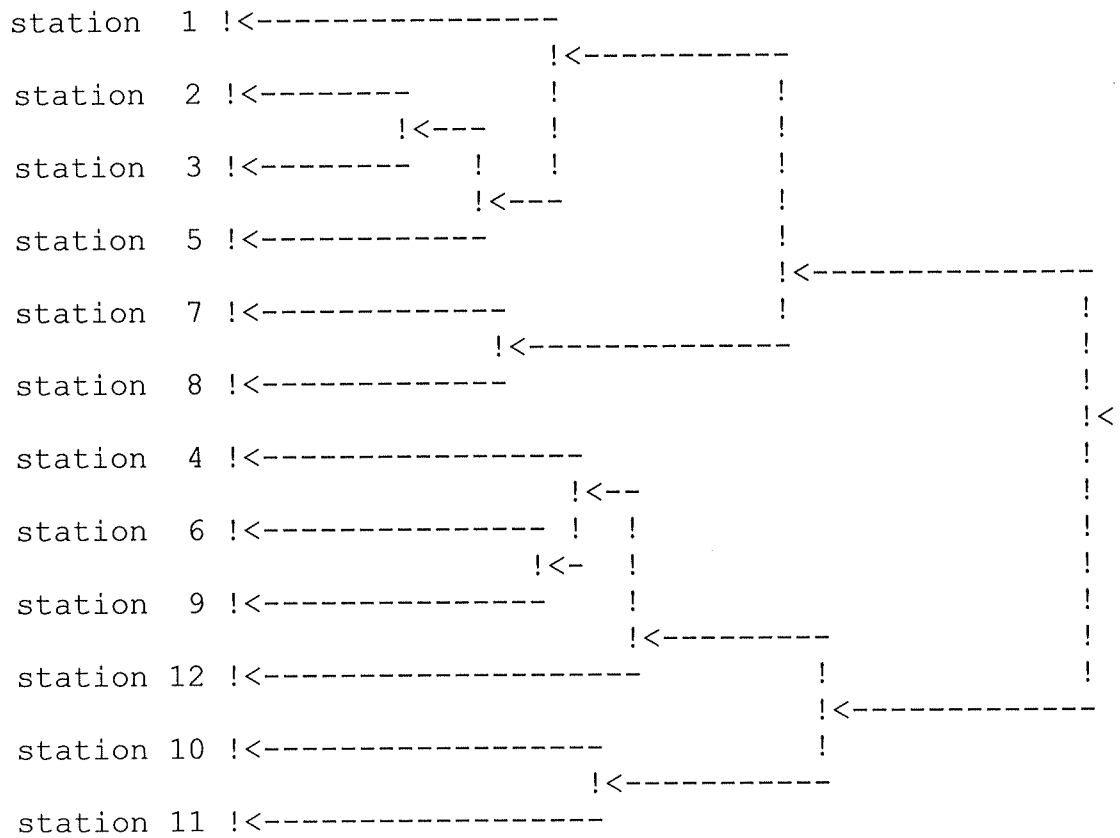 station 1 !<----------------
!<-----------
station 2 !<-------- ! !
!<--- ! !
station 3 !<-------- ! ! !
!<--- !
station 5 !<------------ !
!<---------------
station 7 !<------------- ! !
!<-------------- !
station 8 !<------------- !
!<
station 4 !<----------------- !
!<-- !
station 6 !<--------------- ! ! !
!<- ! !
station 9 !<--------------- ! !
!<--------- !
station 12 !<-------------------- ! !
!<--------------
station 10 !<------------------ !
!<-----------
station 11 !<------------------